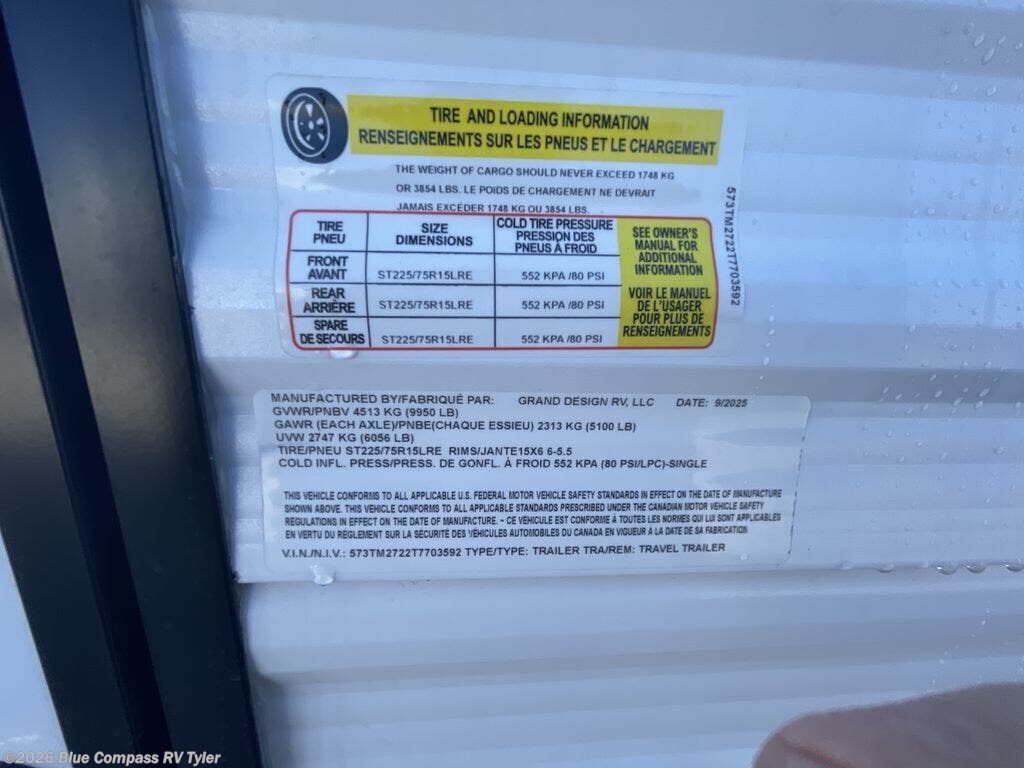 TIRE AND LOADING INFORMATION
RENSEIGNEMENTS SUR LES PNEUS ET LE CHARGEMENT
THE WEIGHT OF CARGO SHOULD NEVER EXCEED 1748 KG
OR 3854 LBS. LE POIDS DE CHARGEMENT NE DEVRAIT
JAMAIS EXCÉDER 1748 KG OU 3854 LBS.
TIRE
PNEU
SIZE
DIMENSIONS
COLD TIRE PRESSURE
PRESSION DES
PNEUS À FROID
FRONT
AVANT
ST225/75R15LRE
552 KPA /80 PSI
REAR
ARRIÈRE
ST225/75R15LRE
552 KPA /80 PSI
SPARE
DE SECOURS
ST225/75R15LRE
552 KPA /80 PSI
SEE OWNER'S
MANUAL FOR
ADDITIONAL
INFORMATION
VOIR LE MANUEL
DE L'USAGER
POUR PLUS DE
RENSEIGNEMENTS
573TM2722T7703592
MANUFACTURED BY/FABRIQUÉ PAR: GRAND DESIGN RV, LLC DATE: 9/2025
GVWR/PNBV 4513 KG (9950 LB)
GAWR (EACH AXLE)/PNBE(CHAQUE ESSIEU) 2313 KG (5100 LB)
UVW 2747 KG (6056 LB)
TIRE/PNEU ST225/75R15LRE RIMS/JANTE15X6 6-5.5
COLD INFL. PRESS/PRESS. DE GONFL. À FROID 552 KPA (80 PSI/LPC)-SINGLE
THIS VEHICLE CONFORMS TO ALL APPLICABLE U.S. FEDERAL MOTOR VEHICLE SAFETY STANDARDS IN EFFECT ON THE DATE OF MANUFACTURE
SHOWN ABOVE. THIS VEHICLE CONFORMS TO ALL APPLICABLE STANDARDS PRESCRIBED UNDER THE CANADIAN MOTOR VEHICLE SAFETY
REGULATIONS IN EFFECT ON THE DATE OF MANUFACTURE. ~ CE VEHICULE EST CONFORME À TOUTES LES NORMES QUI LUI SONT APPLICABLES
EN VERTU DU REGLEMENT SUR LA SECURITE DES VÉHICULES AUTOMOBILES DU CANADA EN VIGUEUR A LA DATE DE SA FABRICATION
V.I.N./N.I.V.: 573TM2722T7703592 TYPE/TYPE: TRAILER TRA/REM: TRAVEL TRAILER
©2026 Blue Compass RV Tyler